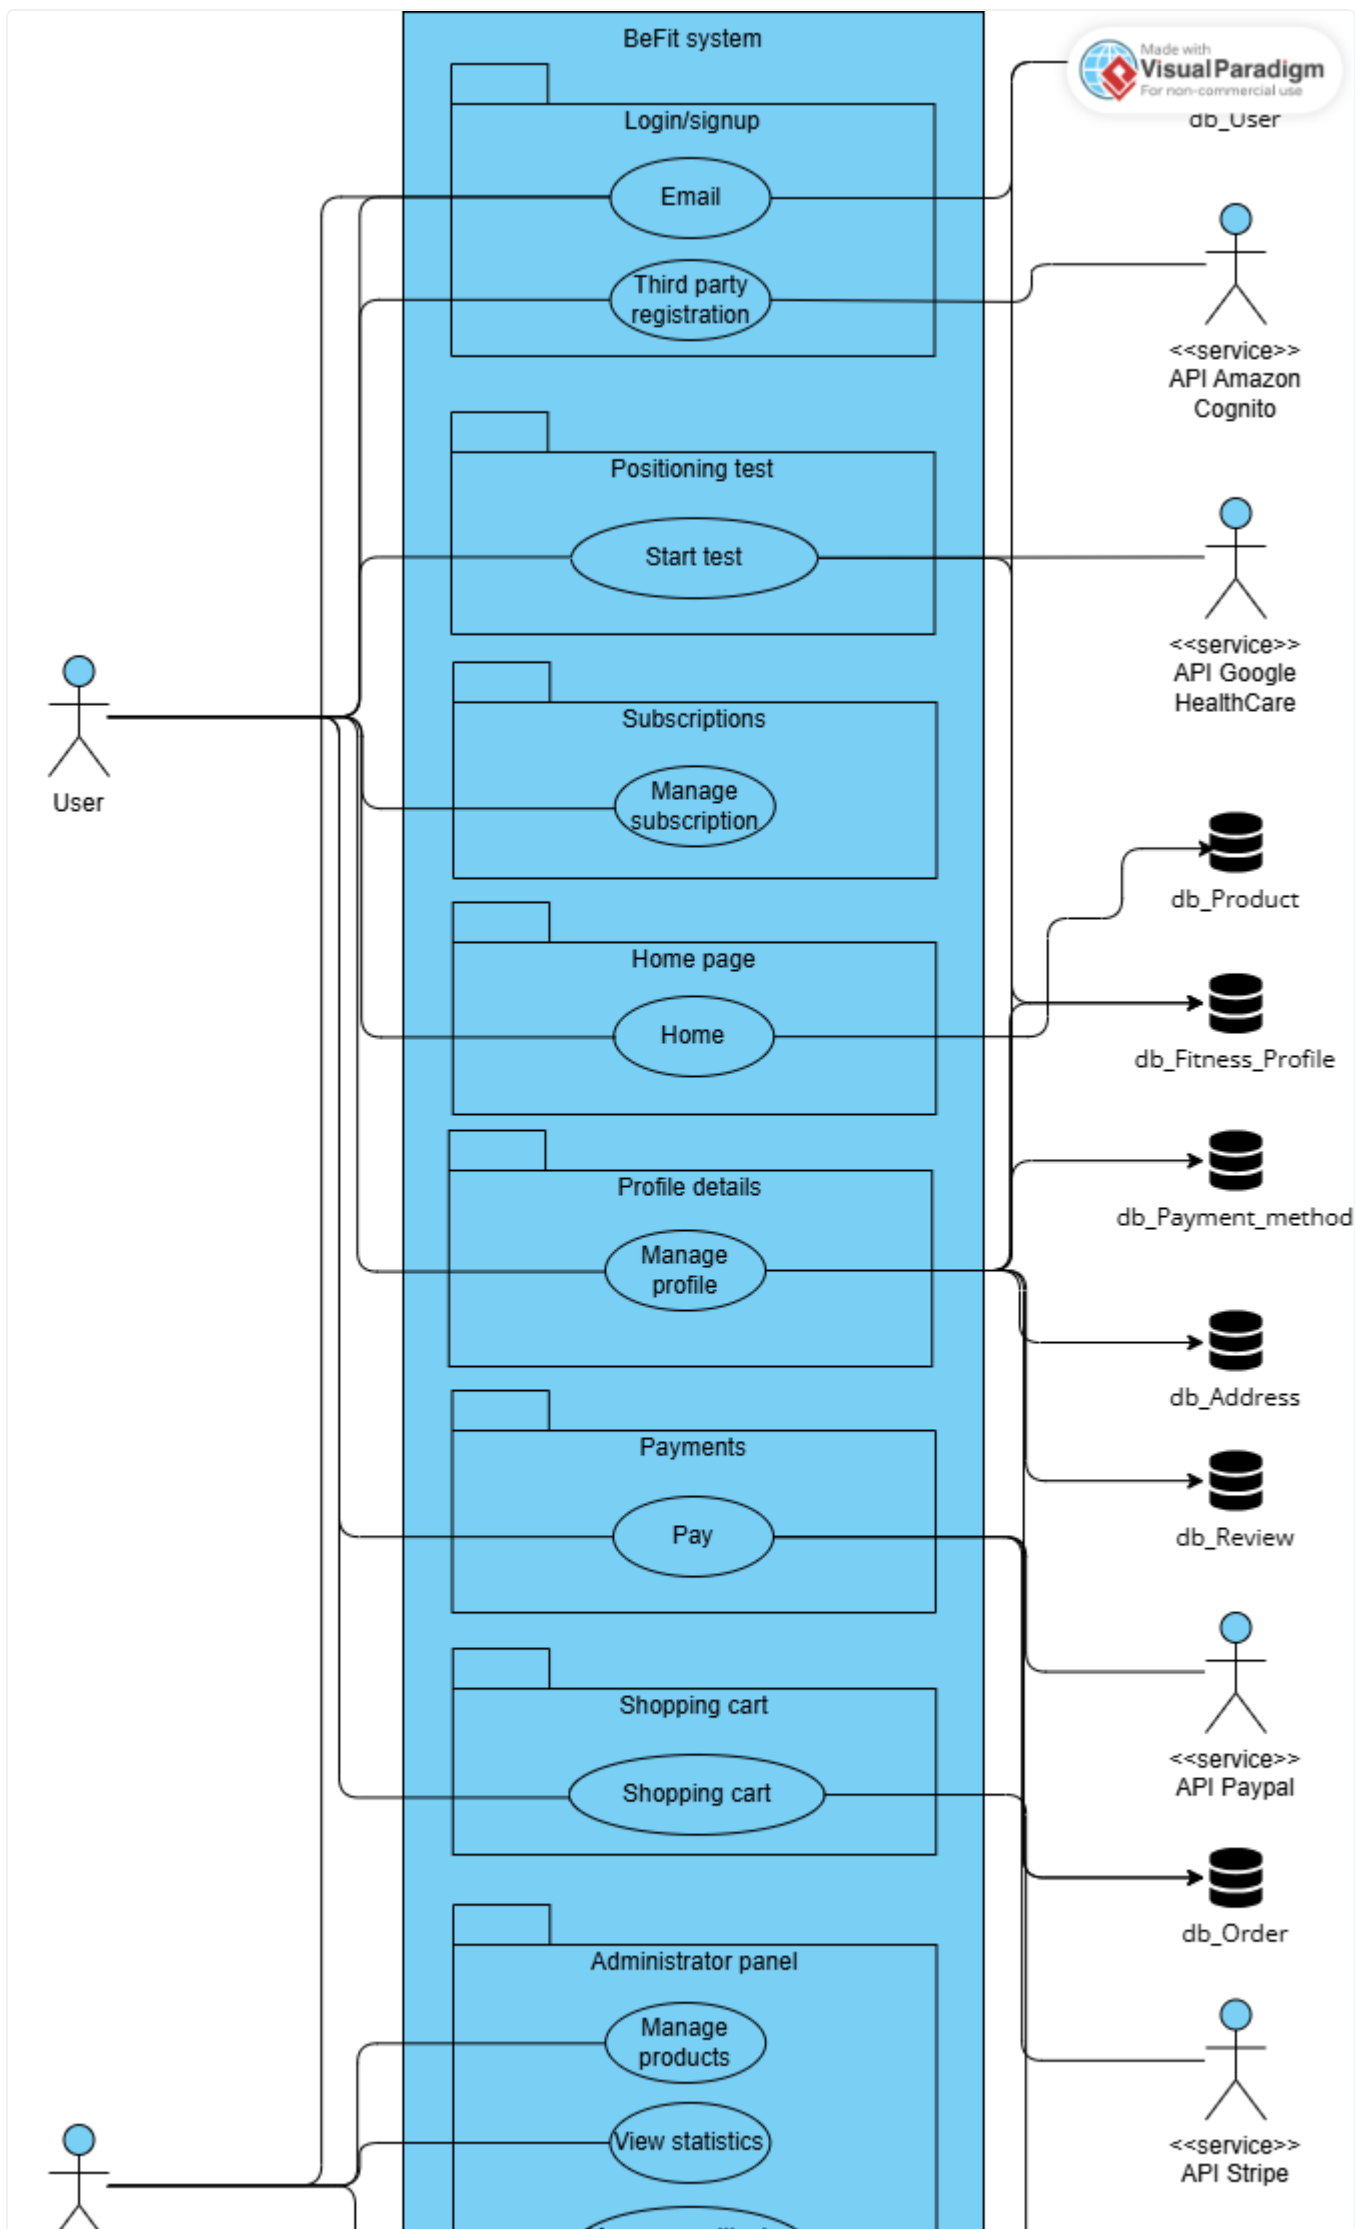 BeFit system
Made with
Visual Paradigm
For non-commercial use
db_User
Login/signup
Email
Third party
registration
<<service>>
API Amazon
Cognito
Positioning test
Start test
<<service>>
API Google
HealthCare
Subscriptions
Manage
subscription
User
db_Product
Home page
Home
db_Fitness_Profile
Profile details
Manage
profile
db_Payment_method
db_Address
Payments
Pay
db_Review
Shopping cart
Shopping cart
<<service>>
API Paypal
db_Order
Administrator panel
Manage
products
View statistics
<<service>>
API Stripe